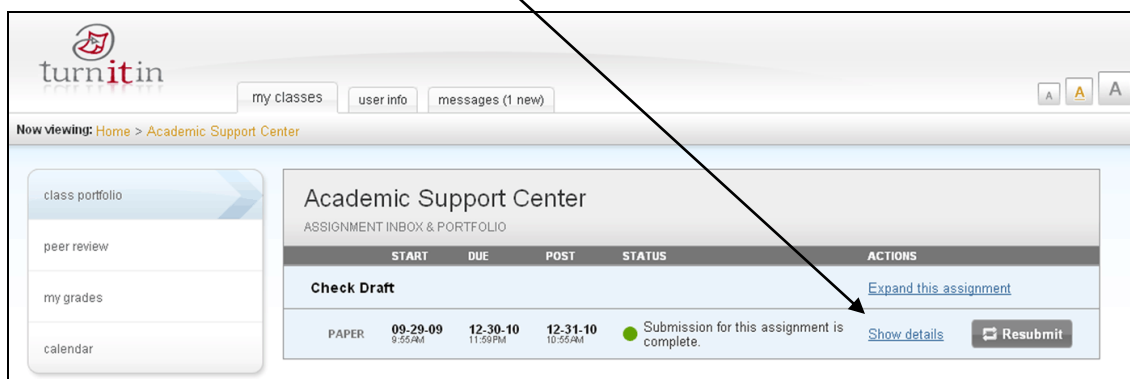 turnitin
my classes user info messages (1 new) A A A
Now viewing: Home > Academic Support Center
class portfolio
peer review
my grades
calendar
Academic Support Center
ASSIGNMENT INBOX & PORTFOLIO
START DUE POST STATUS ACTIONS
Check Draft Expand this assignment
PAPER 09-29-09 12-30-10 12-31-10 Submission for this assignment is Show details Resubmit
9:55AM 11:59PM 10:55AM complete.